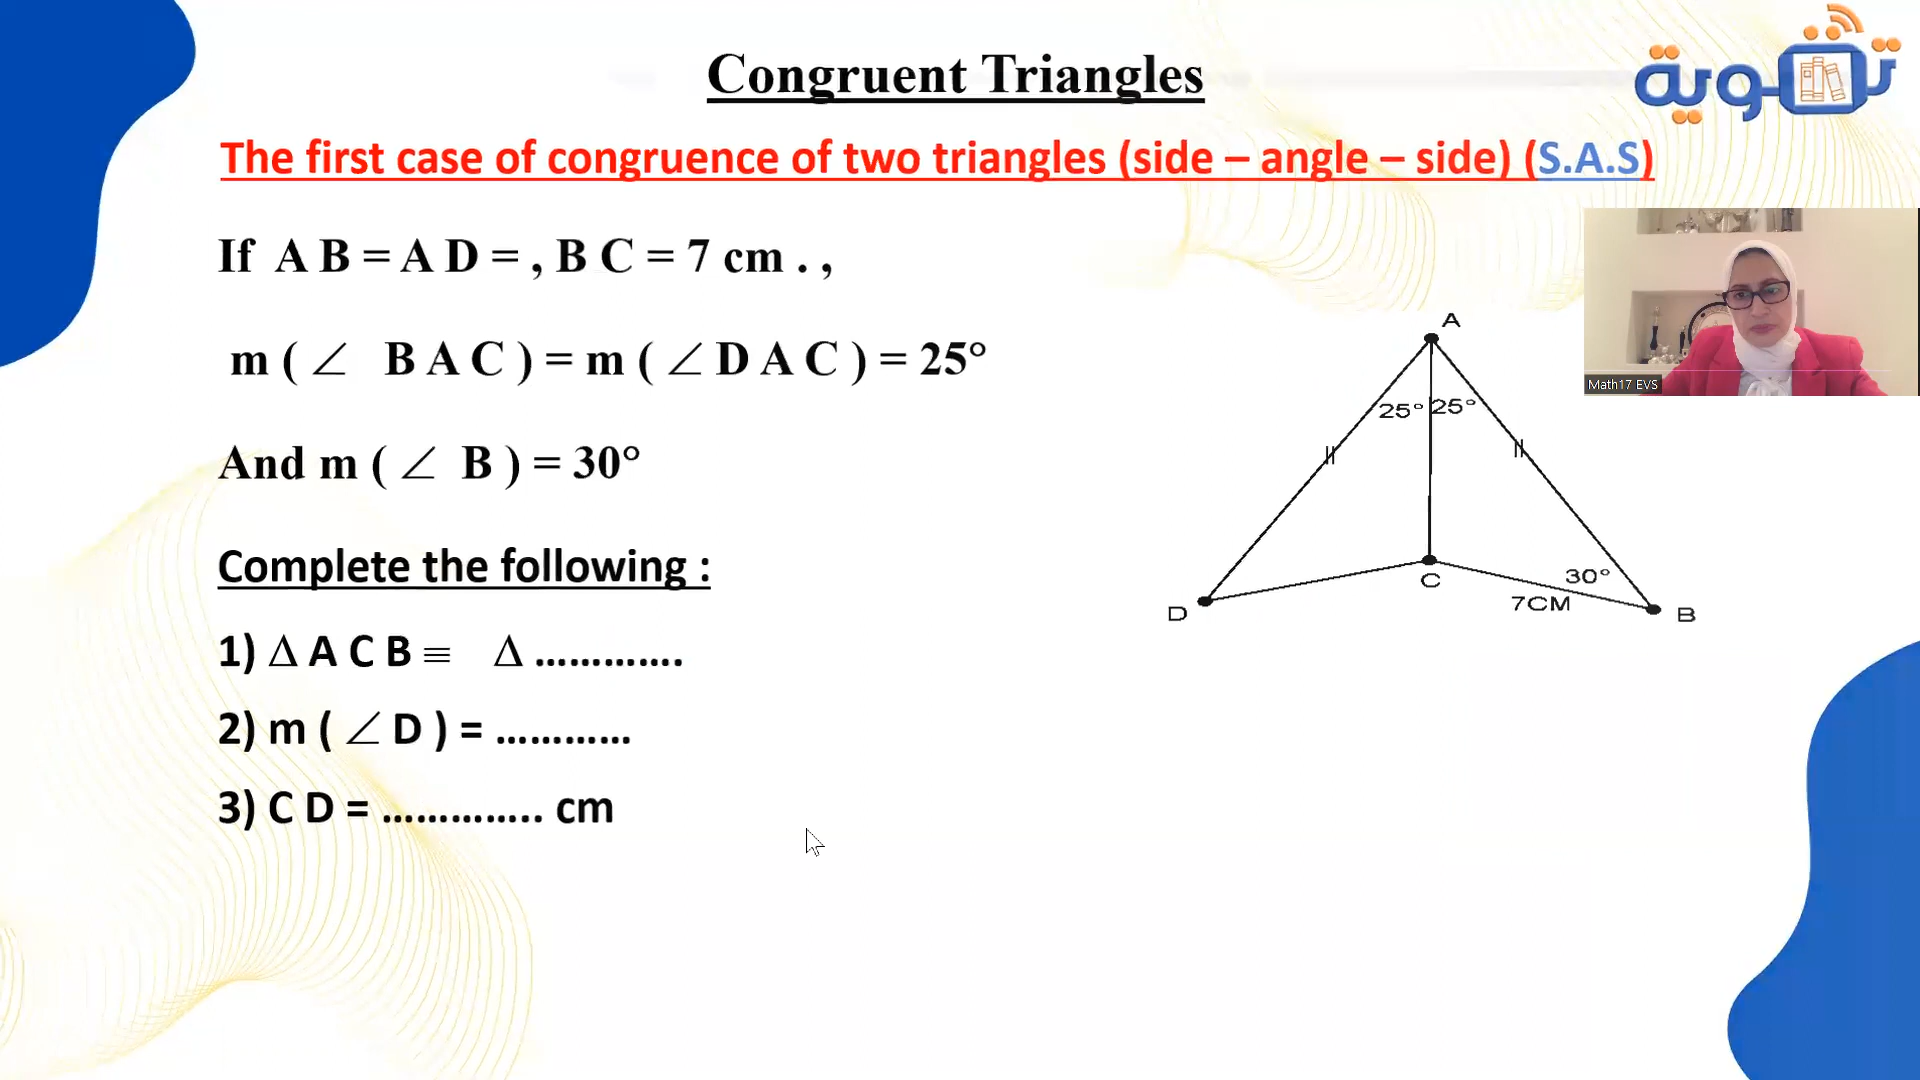 Congruent Triangles
تقوية
The first case of congruence of two triangles (side – angle – side) (S.A.S)
If A B = A D = , B C = 7 cm . ,
m ( ∠ B A C ) = m ( ∠ D A C ) = 25°
And m ( ∠ B ) = 30°
Complete the following :
1) Δ A C B ≡ Δ ………….
2) m ( ∠ D ) = …………
3) C D = ………….. cm
Math17 EVS
A
25° 25°
30°
C
7CM
D
B